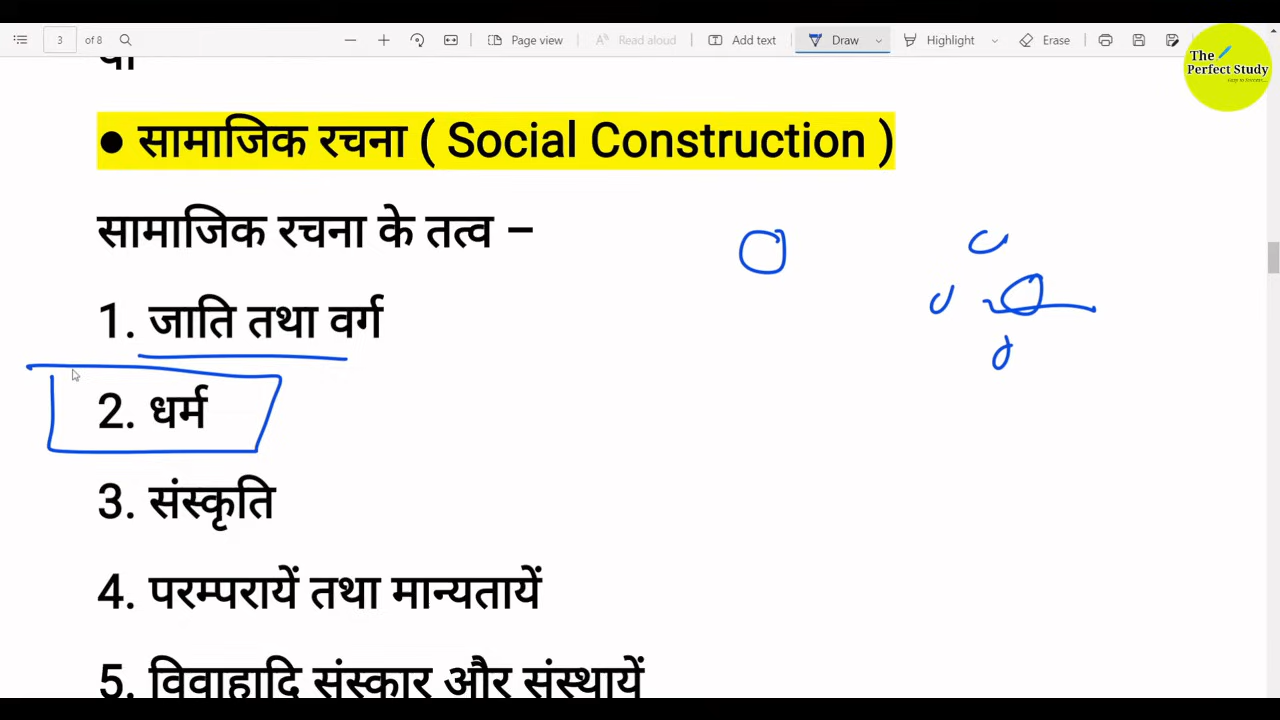 3 of 8 Page view Read aloud Add text Draw Highlight Erase
The
Perfect Study
● सामाजिक रचना ( Social Construction )
सामाजिक रचना के तत्व –
1. जाति तथा वर्ग
2. धर्म
3. संस्कृति
4. परम्परायें तथा मान्यतायें
5. विवाहादि संस्कार और संस्थायें